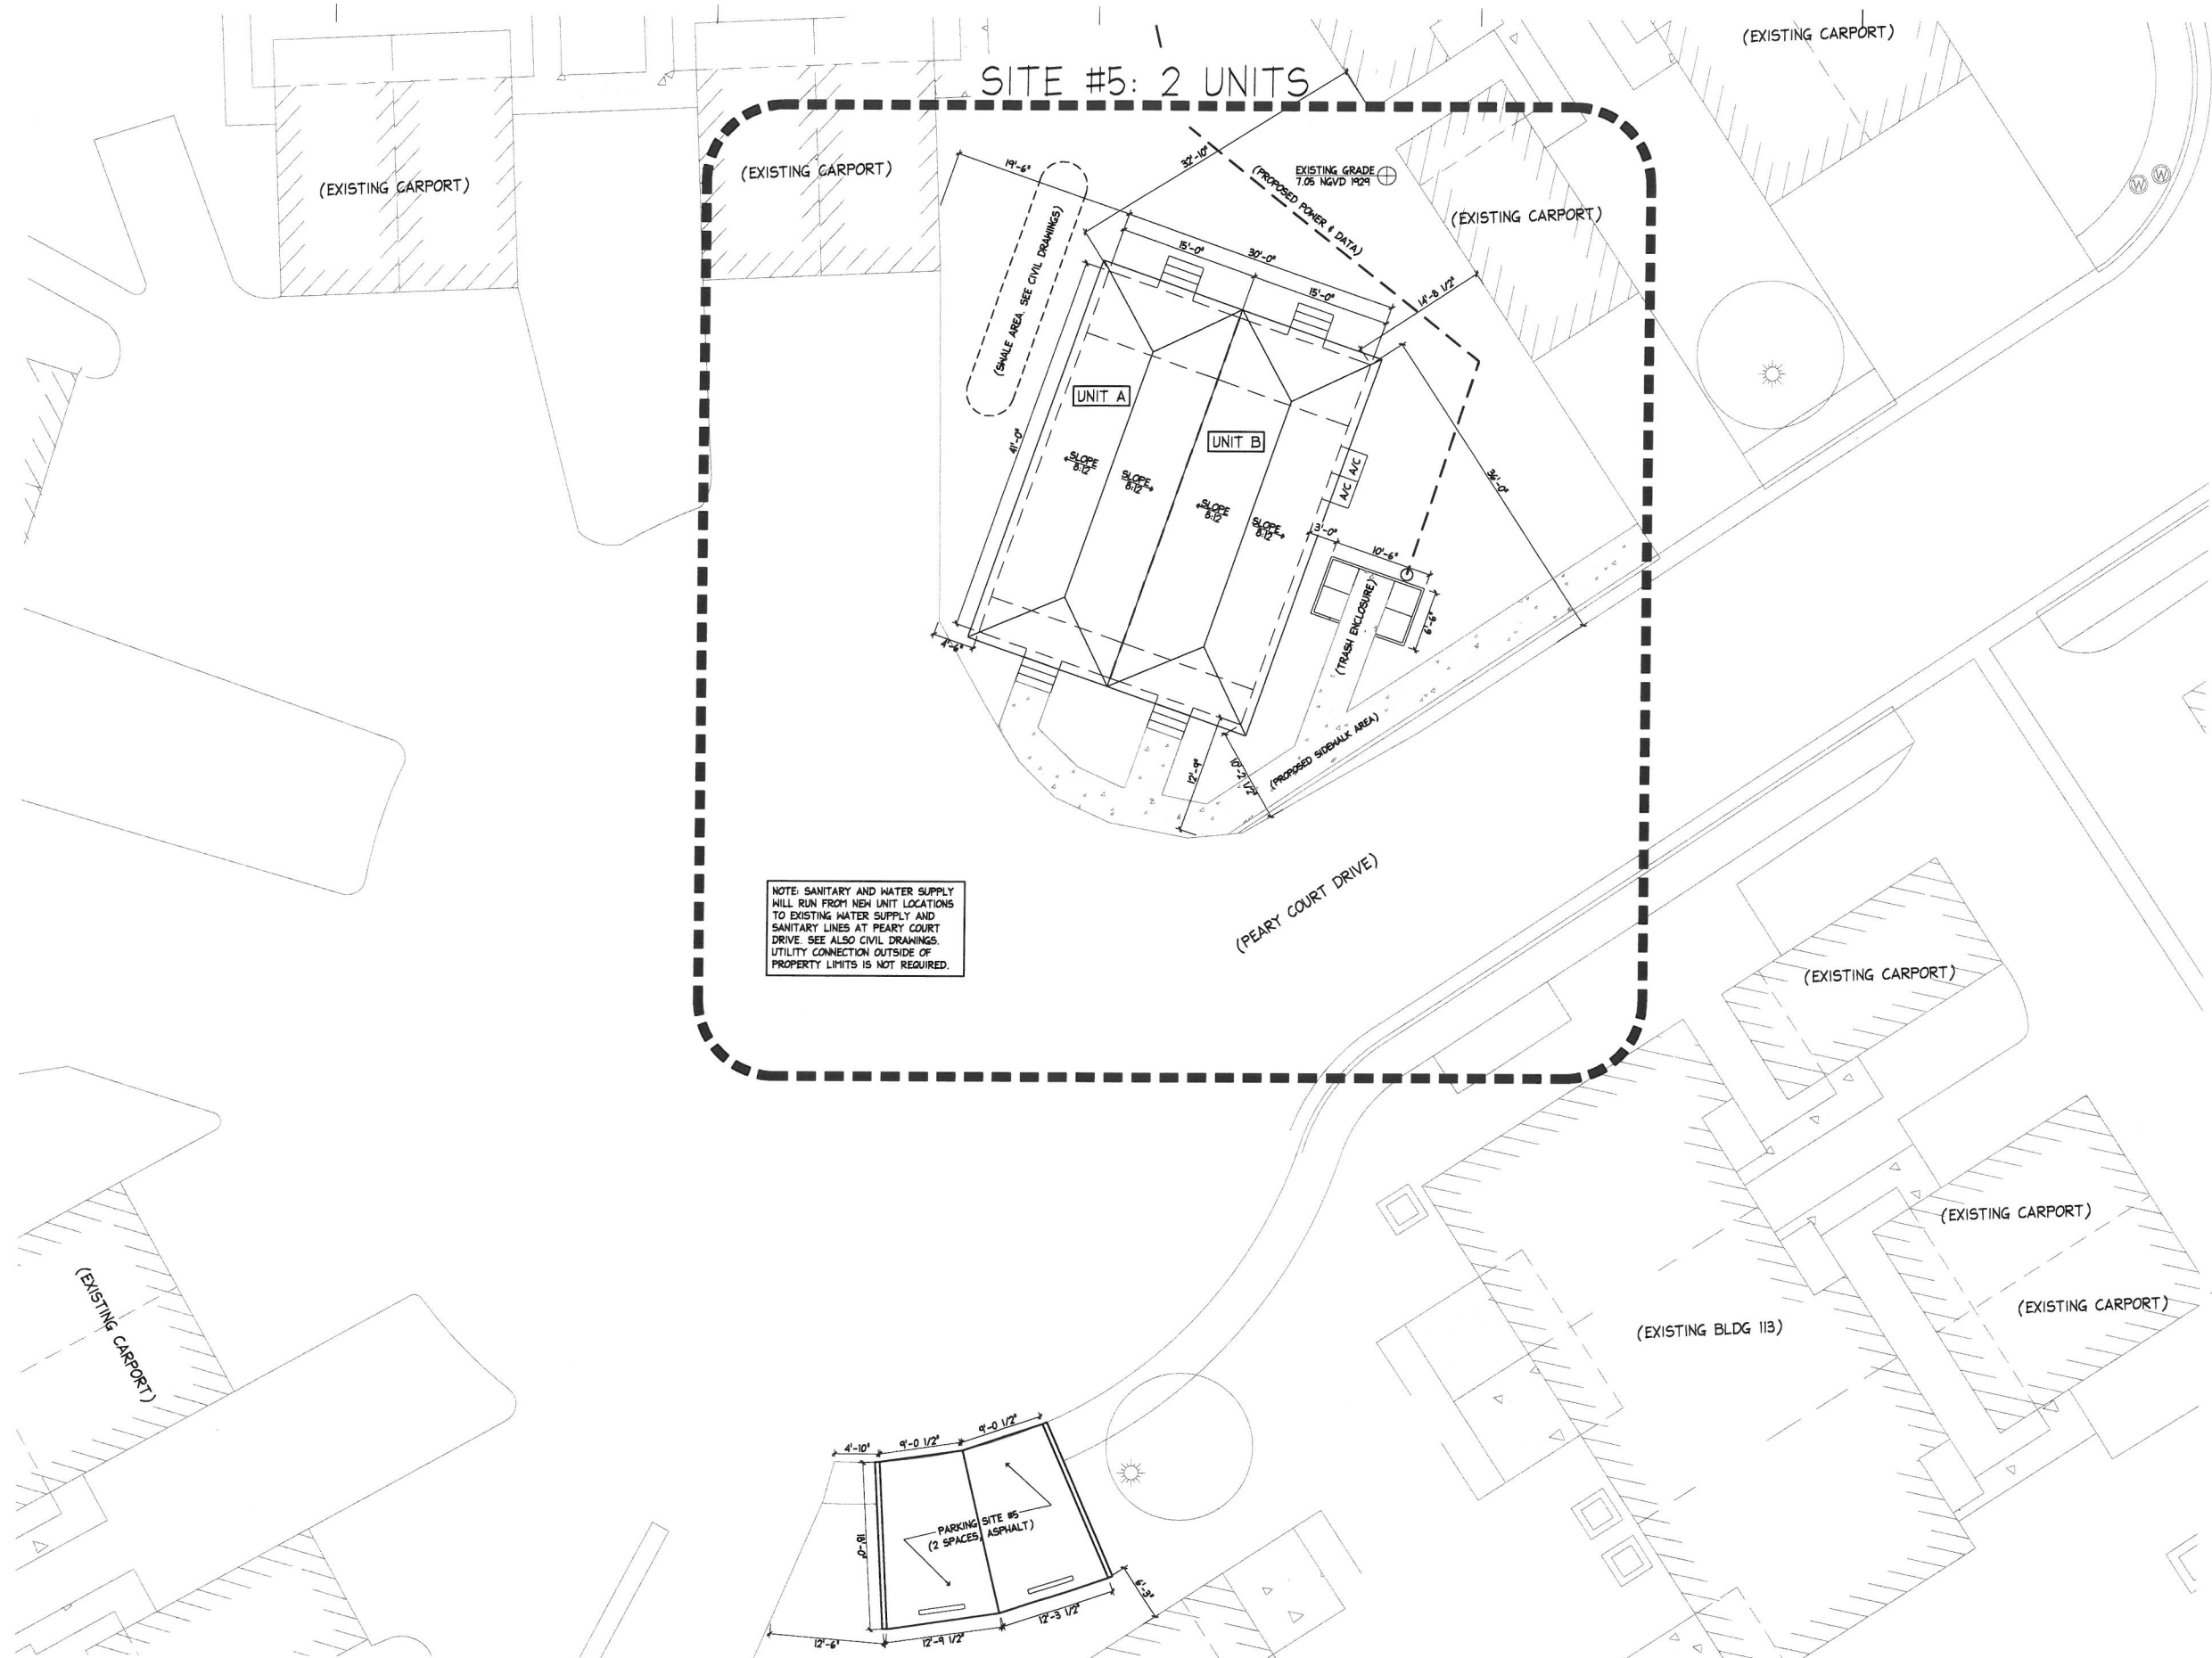 (EXISTING CARPORT)
SITE #5: 2 UNITS
(EXISTING CARPORT)
(EXISTING CARPORT)
19'-6"
32'-10"
(PROPOSED POWER & DATA)
EXISTING GRADE
7.05 NGVD 1929
(EXISTING CARPORT)
W
W
(SWALE AREA. SEE CIVIL DRAWINGS)
15'-0"
30'-0"
15'-0"
14'-8 1/2"
UNIT A
UNIT B
41'-0"
SLOPE
8:12
SLOPE
8:12
SLOPE
8:12
SLOPE
8:12
A/C
A/C
36'-0"
3'-0"
10'-6"
(TRASH ENCLOSURE)
6'-6"
4'-6"
12'-9"
10'-2 1/2"
(PROPOSED SIDEWALK AREA)
NOTE: SANITARY AND WATER SUPPLY
WILL RUN FROM NEW UNIT LOCATIONS
TO EXISTING WATER SUPPLY AND
SANITARY LINES AT PEARY COURT
DRIVE. SEE ALSO CIVIL DRAWINGS.
UTILITY CONNECTION OUTSIDE OF
PROPERTY LIMITS IS NOT REQUIRED.
(PEARY COURT DRIVE)
(EXISTING CARPORT)
(EXISTING CARPORT)
(EXISTING CARPORT)
(EXISTING BLDG 113)
(EXISTING CARPORT)
4'-10"
9'-0 1/2"
9'-0 1/2"
18'-0"
PARKING SITE #5
(2 SPACES, ASPHALT)
6'-3"
12'-6"
12'-9 1/2"
12'-3 1/2"